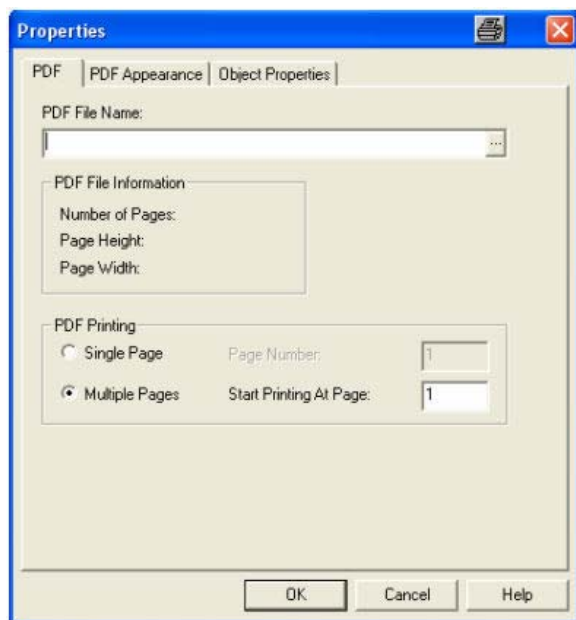 Properties
PDF PDF Appearance Object Properties
PDF File Name:
...
PDF File Information
Number of Pages:
Page Height:
Page Width:
PDF Printing
Single Page Page Number: 1
Multiple Pages Start Printing At Page: 1
OK Cancel Help